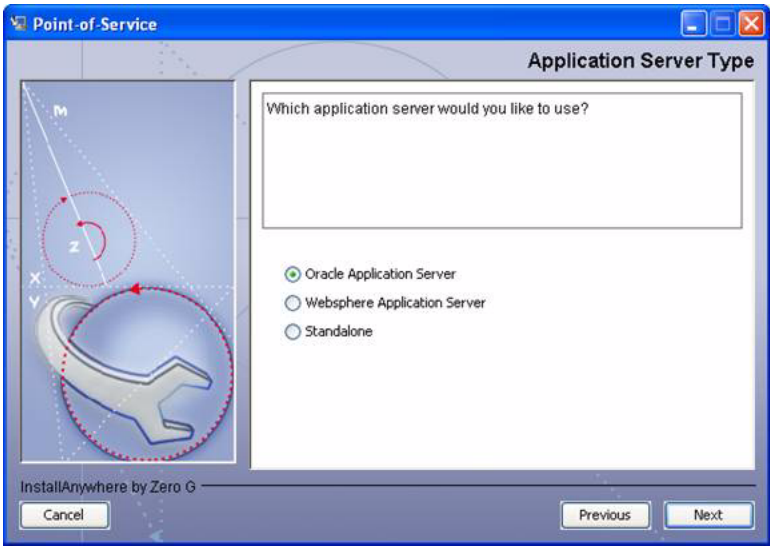 Point-of-Service
Application Server Type
M
Z
X
Y
Which application server would you like to use?
Oracle Application Server
Websphere Application Server
Standalone
InstallAnywhere by Zero G
Cancel
Previous
Next